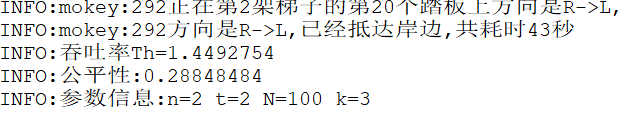 INFO:mokey:292正在第2架梯子的第20个踏板上方向是R->L,
INFO:mokey:292方向是R->L,已经抵达岸边,共耗时43秒
INFO:吞吐率Th=1.4492754
INFO:公平性:0.28848484
INFO:参数信息:n=2 t=2 N=100 k=3